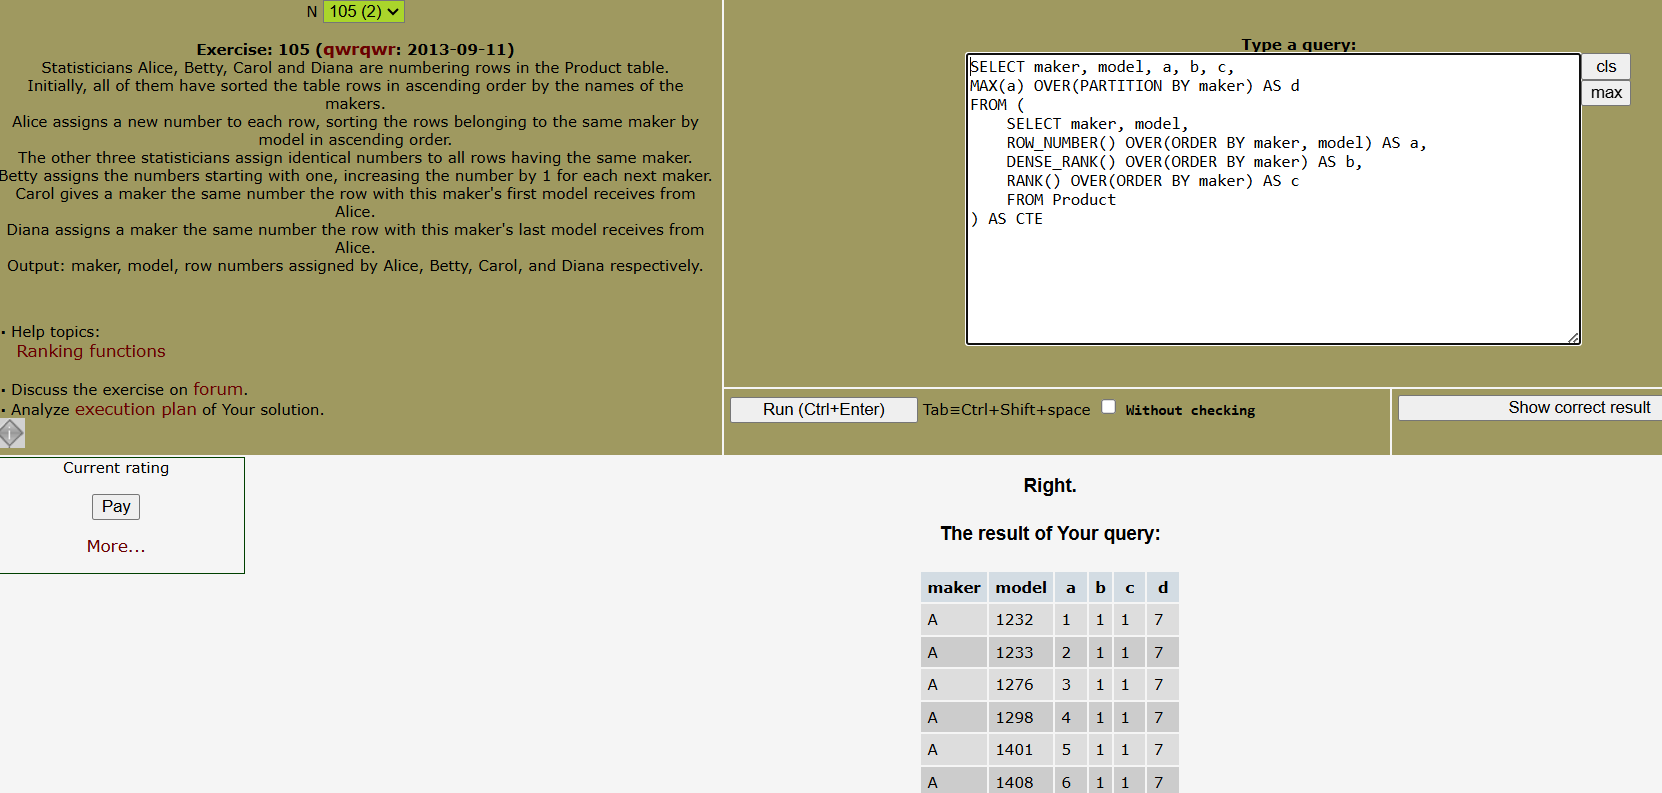 N 105 (2)
Exercise: 105 (qwrqwr: 2013-09-11)
Statisticians Alice, Betty, Carol and Diana are numbering rows in the Product table.
Initially, all of them have sorted the table rows in ascending order by the names of the
makers.
Alice assigns a new number to each row, sorting the rows belonging to the same maker by
model in ascending order.
The other three statisticians assign identical numbers to all rows having the same maker.
Betty assigns the numbers starting with one, increasing the number by 1 for each next maker.
Carol gives a maker the same number the row with this maker's first model receives from
Alice.
Diana assigns a maker the same number the row with this maker's last model receives from
Alice.
Output: maker, model, row numbers assigned by Alice, Betty, Carol, and Diana respectively.
• Help topics:
Ranking functions
• Discuss the exercise on forum.
• Analyze execution plan of Your solution.
Type a query:
SELECT maker, model, a, b, c,
MAX(a) OVER(PARTITION BY maker) AS d
FROM (
    SELECT maker, model,
    ROW_NUMBER() OVER(ORDER BY maker, model) AS a,
    DENSE_RANK() OVER(ORDER BY maker) AS b,
    RANK() OVER(ORDER BY maker) AS c
    FROM Product
) AS CTE
cls
max
Run (Ctrl+Enter) Tab≡Ctrl+Shift+space Without checking
Show correct result
Current rating
Pay
More...
Right.
The result of Your query:
maker model a b c d
A 1232 1 1 1 7
A 1233 2 1 1 7
A 1276 3 1 1 7
A 1298 4 1 1 7
A 1401 5 1 1 7
A 1408 6 1 1 7